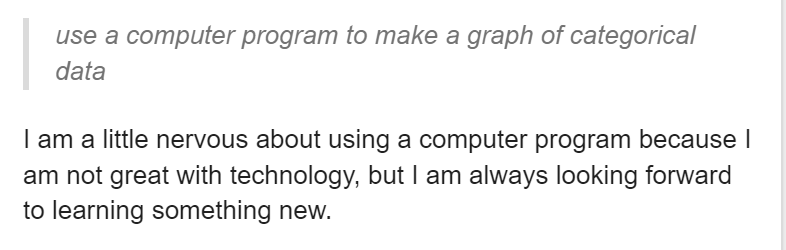 use a computer program to make a graph of categorical
data
I am a little nervous about using a computer program because I
am not great with technology, but I am always looking forward
to learning something new.